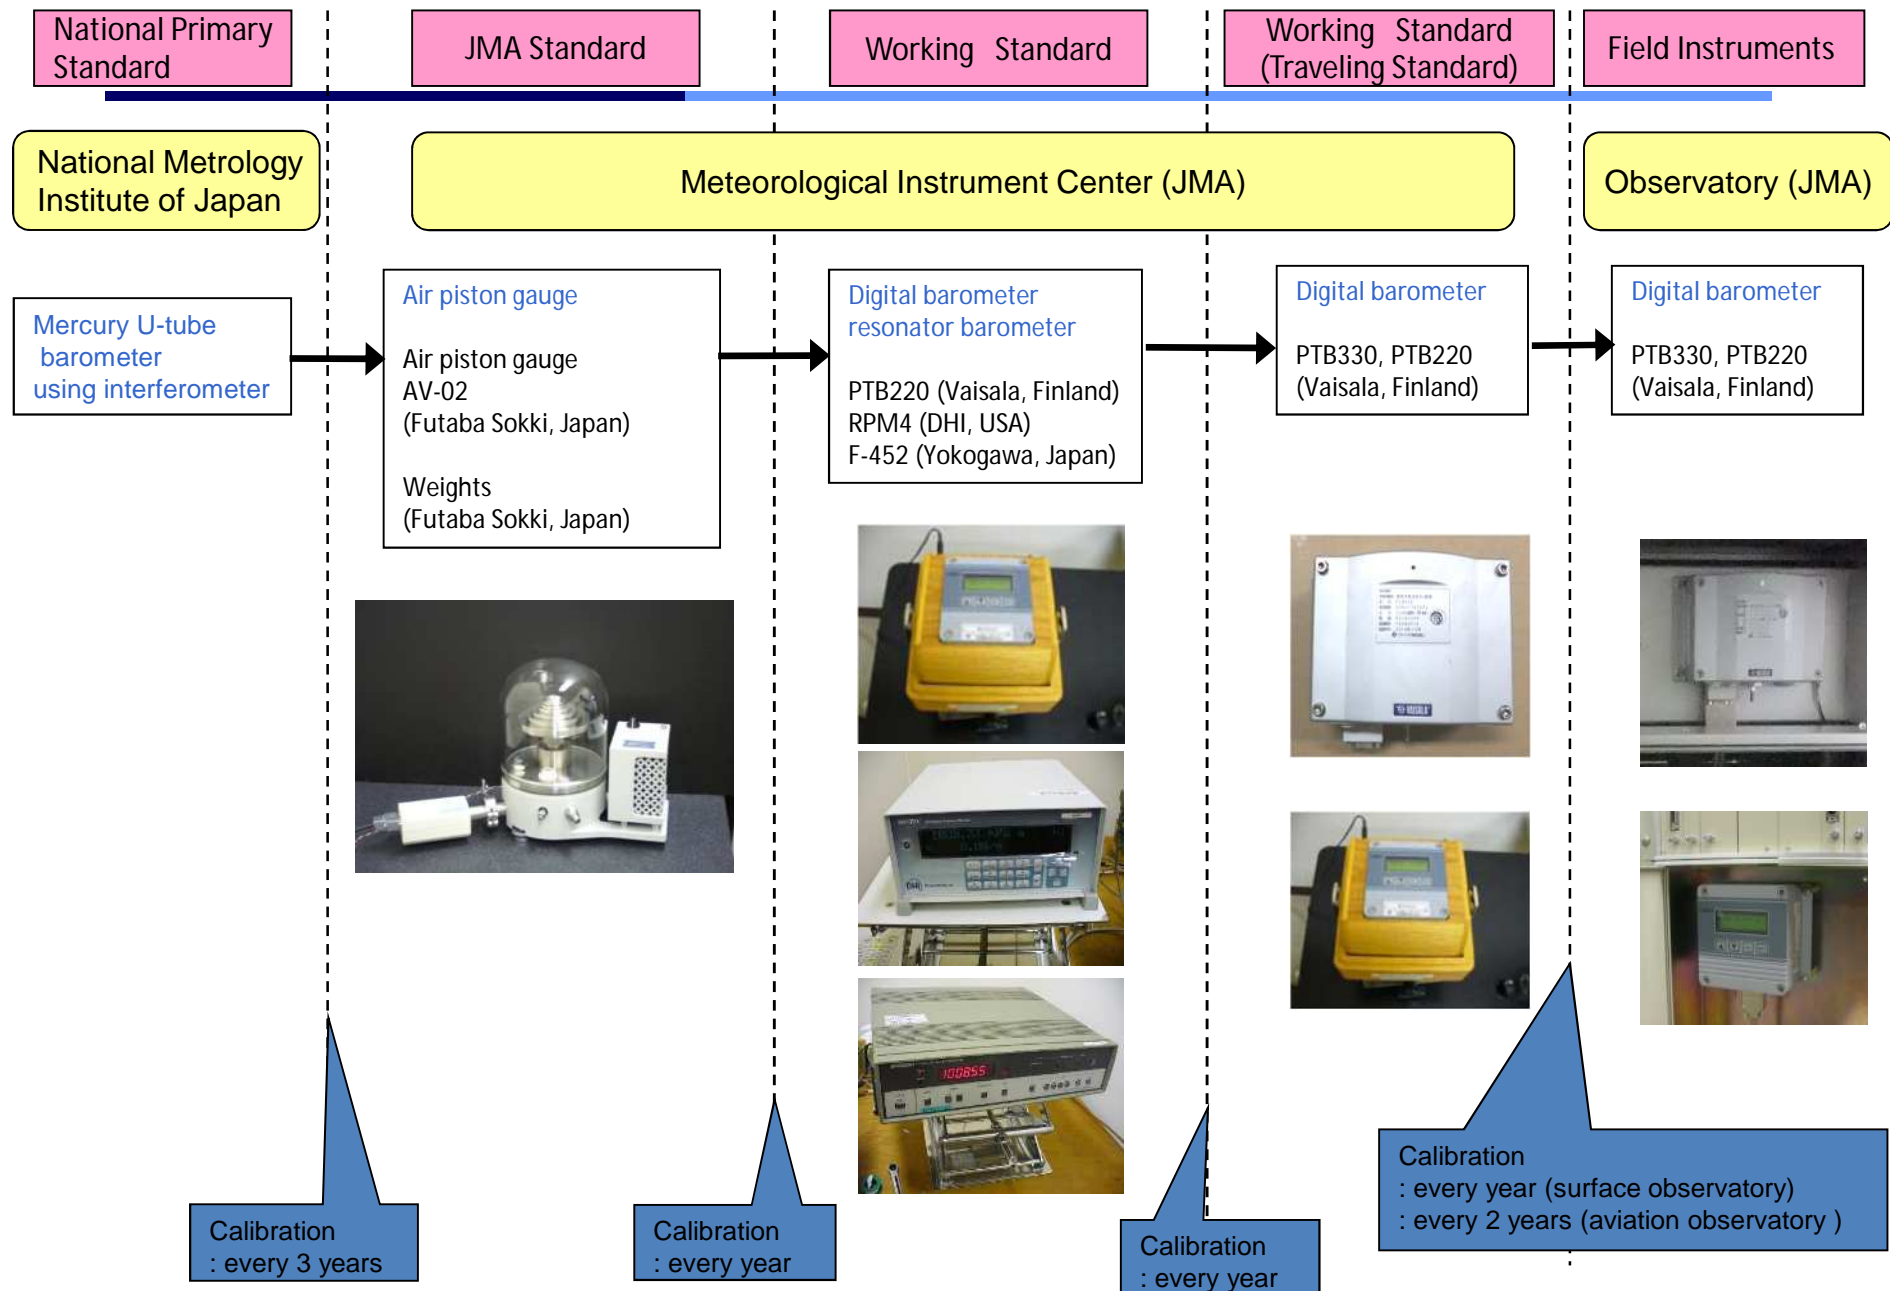 National Primary
Standard
JMA Standard
Working Standard
Working Standard
(Traveling Standard)
Field Instruments
National Metrology
Institute of Japan
Meteorological Instrument Center (JMA)
Observatory (JMA)
Mercury U-tube
barometer
using interferometer
Air piston gauge
Air piston gauge
AV-02
(Futaba Sokki, Japan)
Weights
(Futaba Sokki, Japan)
Digital barometer
resonator barometer
PTB220 (Vaisala, Finland)
RPM4 (DHI, USA)
F-452 (Yokogawa, Japan)
Digital barometer
PTB330, PTB220
(Vaisala, Finland)
Digital barometer
PTB330, PTB220
(Vaisala, Finland)
VAISALA
100855
Calibration
: every 3 years
Calibration
: every year
Calibration
: every year
Calibration
: every year (surface observatory)
: every 2 years (aviation observatory )